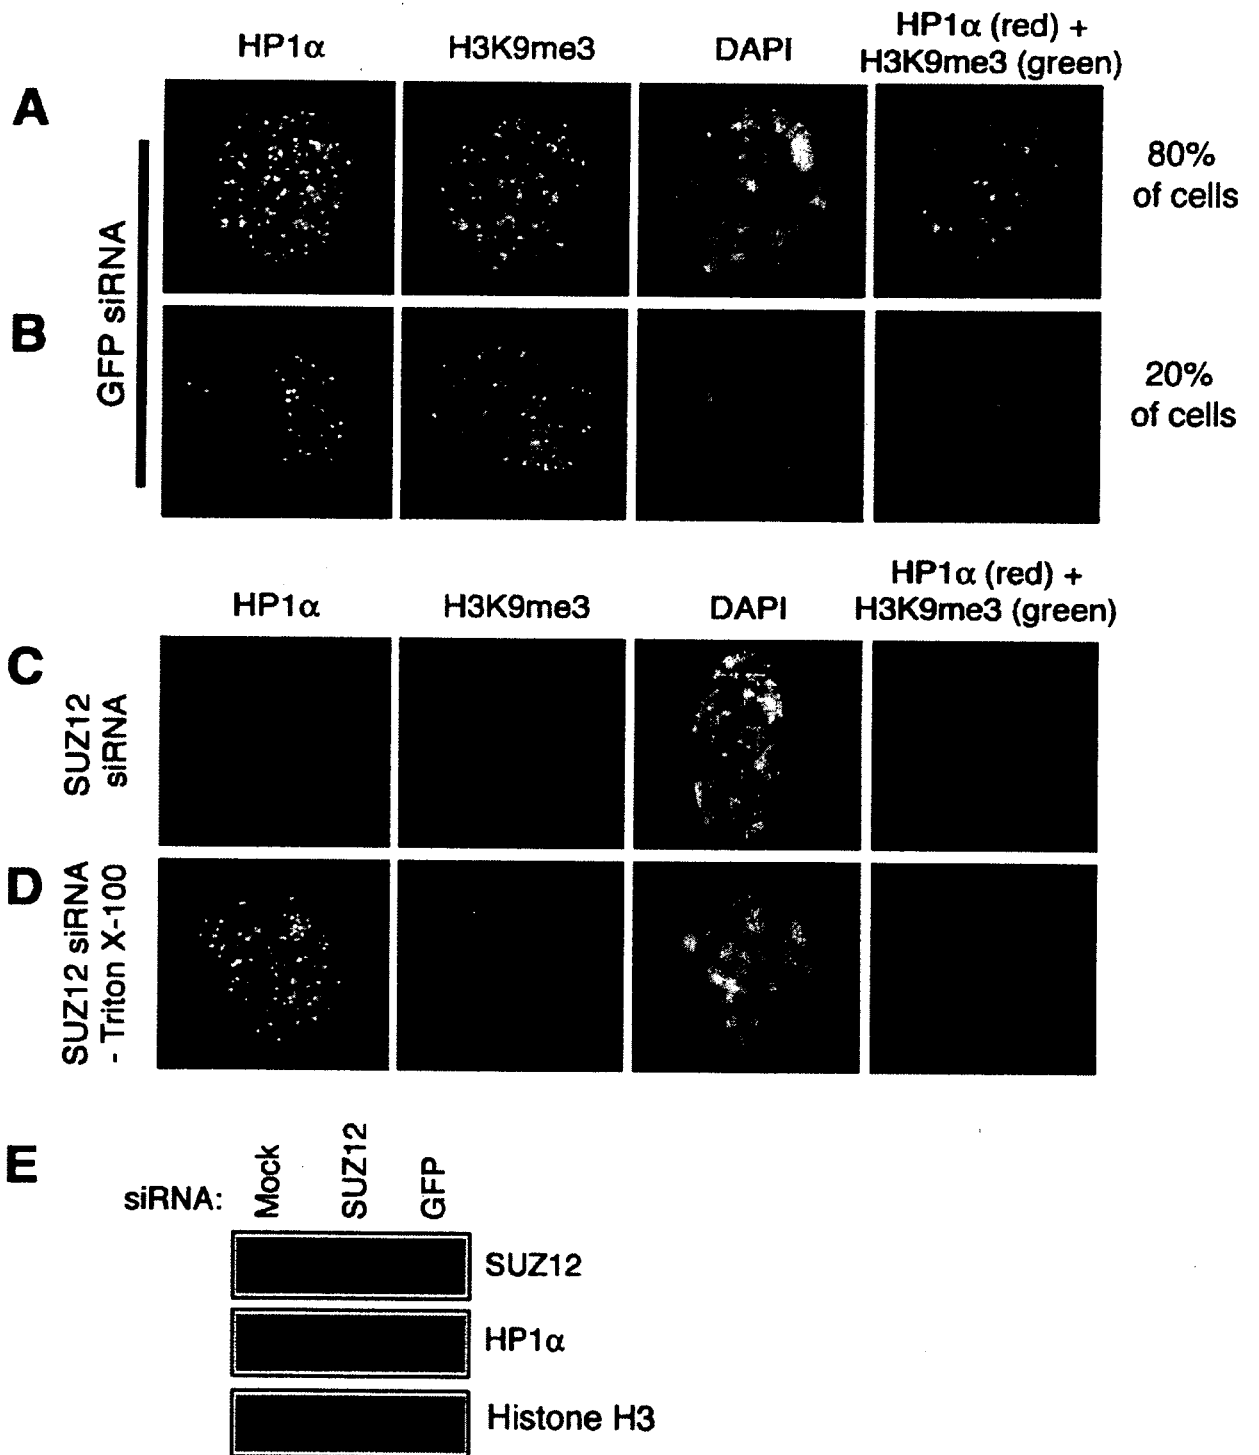 HP1α H3K9me3 DAPI HP1α (red) +
H3K9me3 (green)
A
GFP siRNA
80%
of cells
B
20%
of cells
HP1α H3K9me3 DAPI HP1α (red) +
H3K9me3 (green)
C
SUZ12
siRNA
D
SUZ12 siRNA
- Triton X-100
E
siRNA: Mock SUZ12 GFP
SUZ12
HP1α
Histone H3